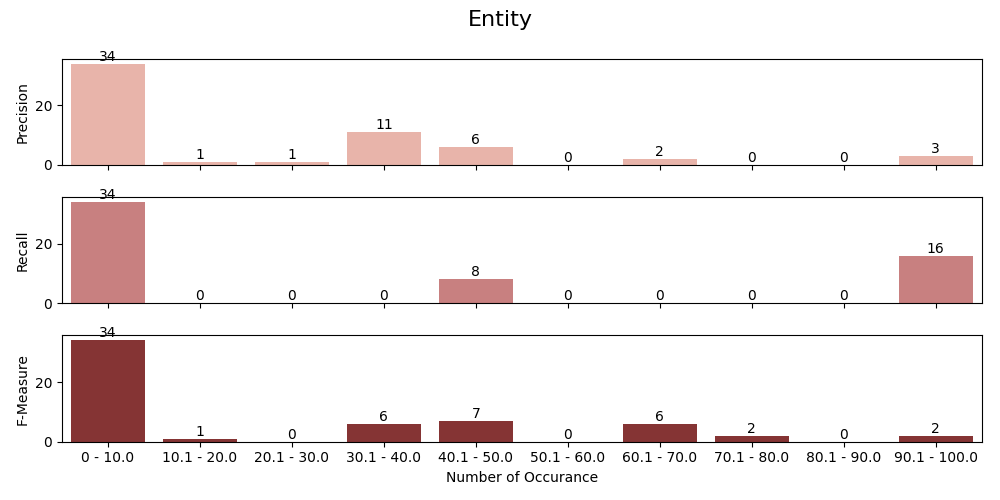 Entity
34 1 1 11 6 0 2 0 0 3
20
0
Precision
34 0 0 0 8 0 0 0 0 16
20
0
Recall
34 1 0 6 7 0 6 2 0 2
20
0
F-Measure
0 - 10.0 10.1 - 20.0 20.1 - 30.0 30.1 - 40.0 40.1 - 50.0 50.1 - 60.0 60.1 - 70.0 70.1 - 80.0 80.1 - 90.0 90.1 - 100.0
Number of Occurance